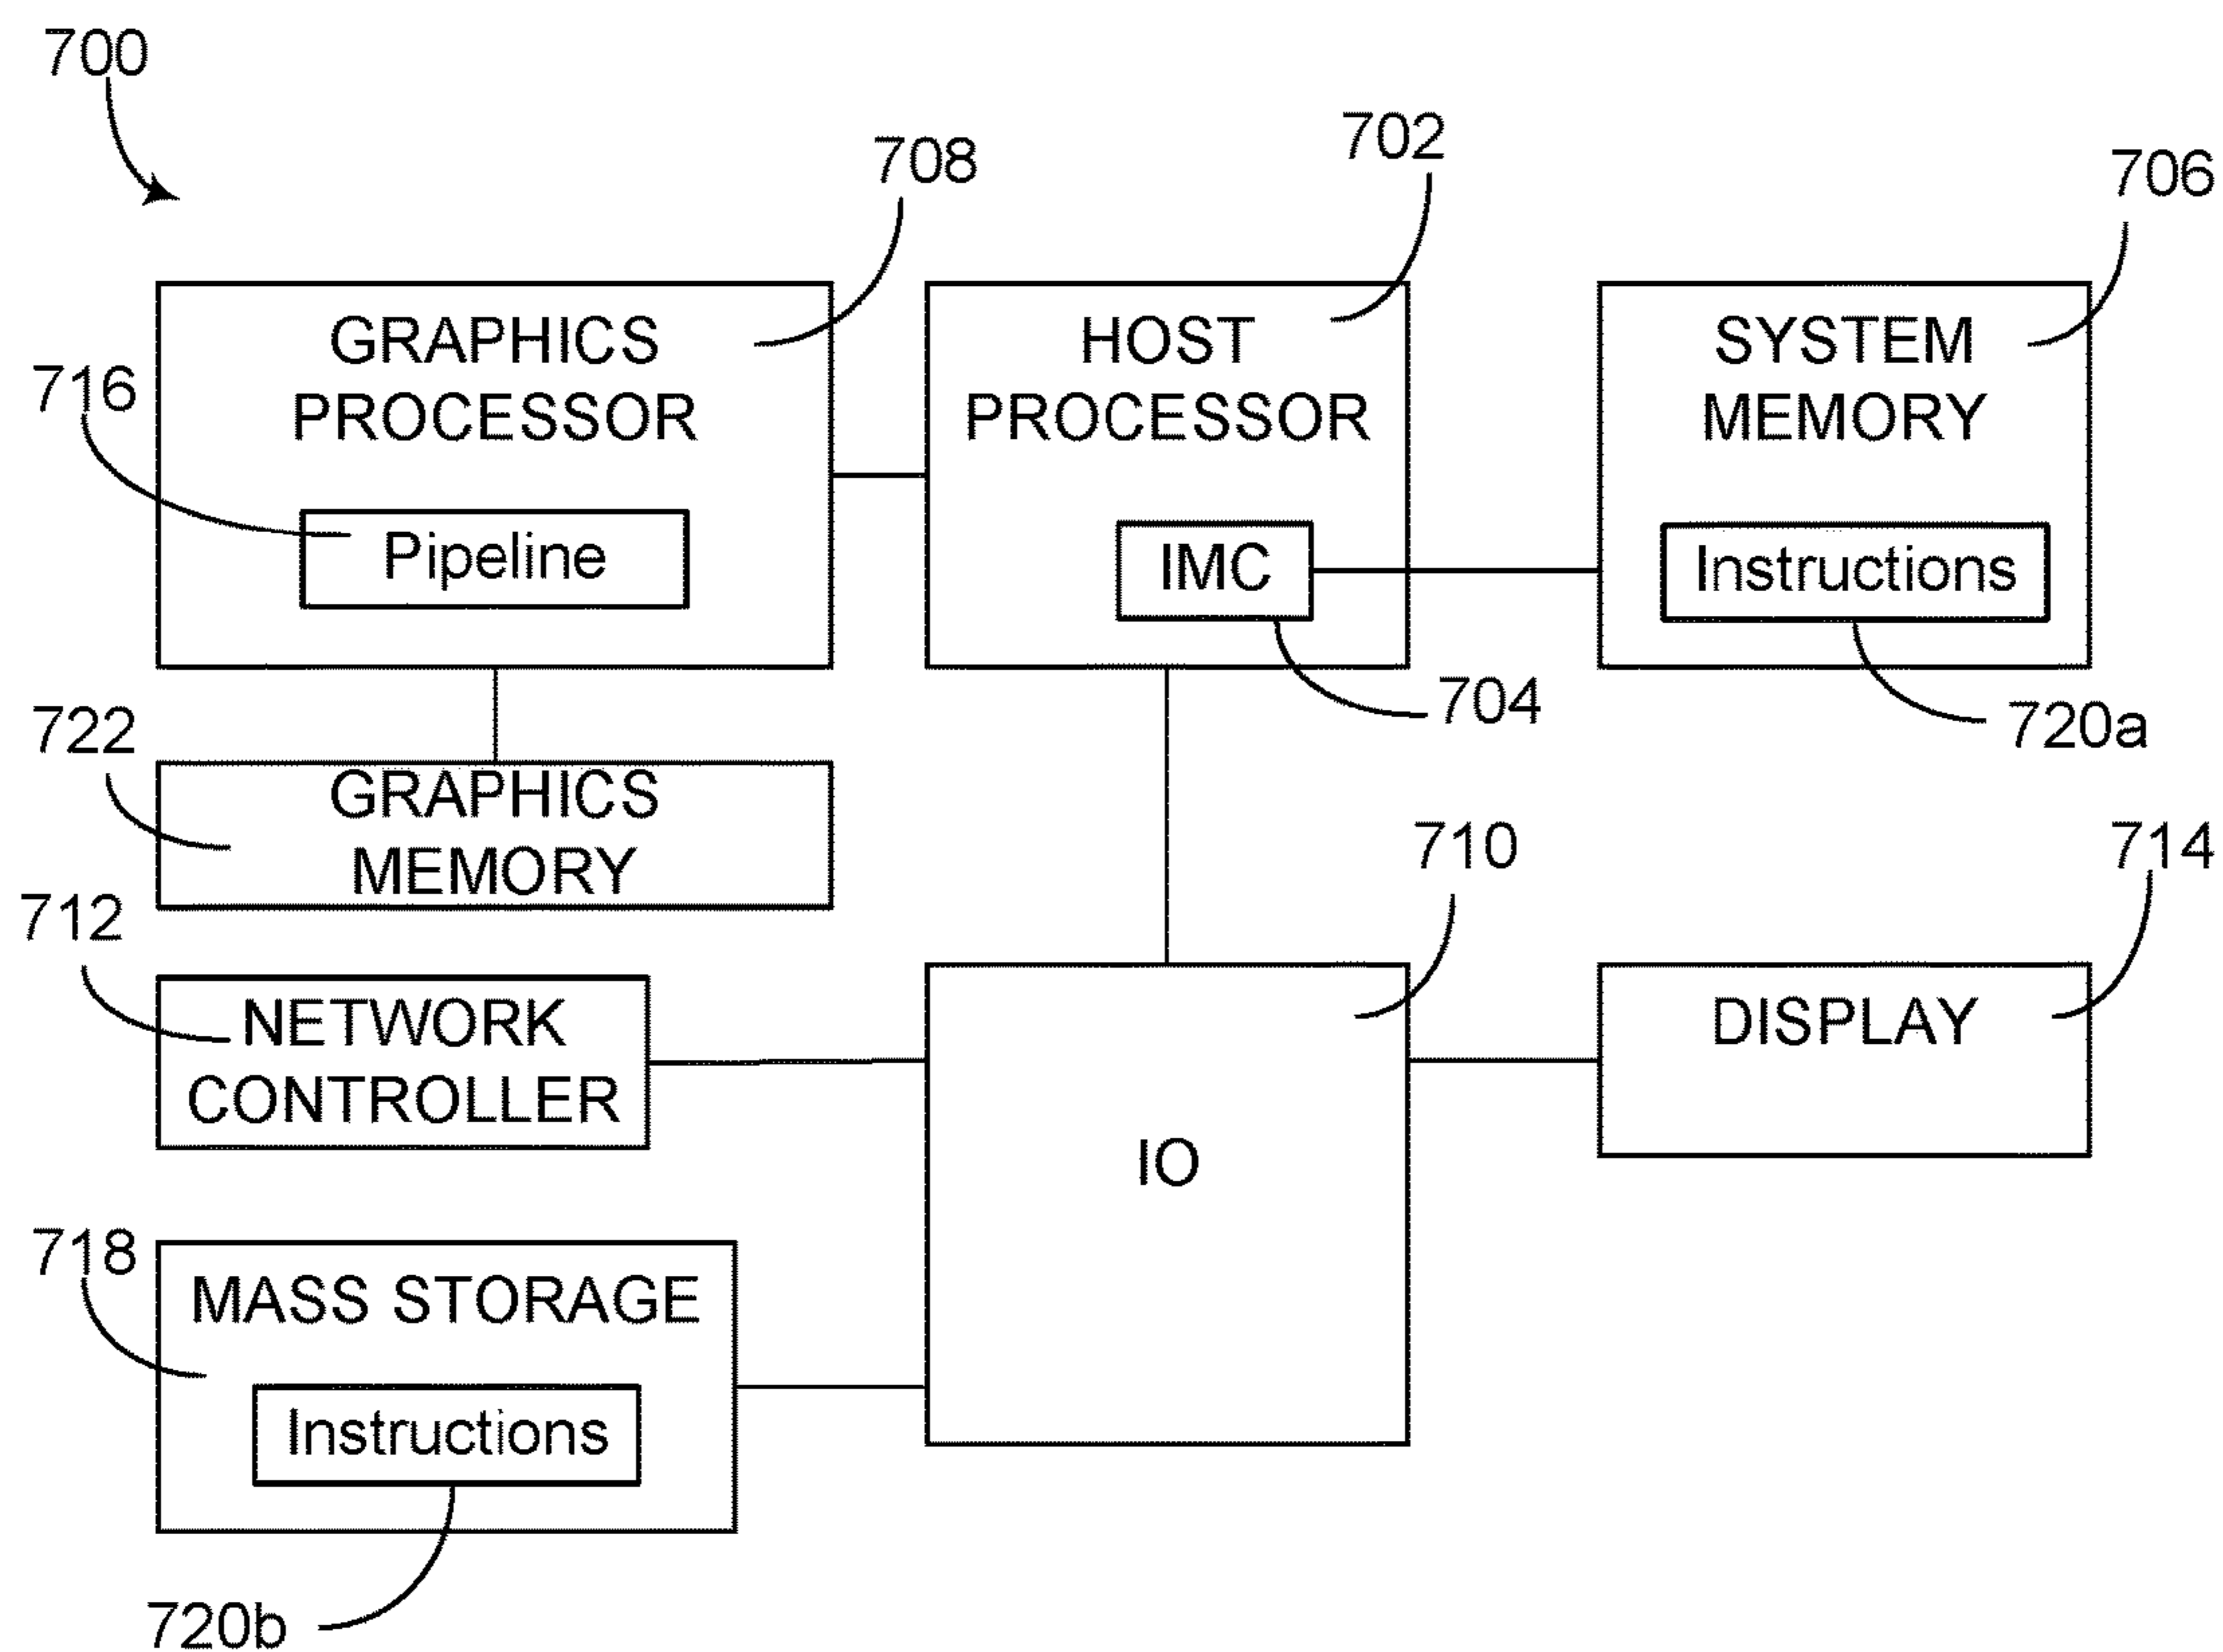 700
708
702
706
GRAPHICS
PROCESSOR
716
Pipeline
HOST
PROCESSOR
IMC
704
SYSTEM
MEMORY
Instructions
720a
722
GRAPHICS
MEMORY
712
NETWORK
CONTROLLER
710
IO
714
DISPLAY
718
MASS STORAGE
Instructions
720b